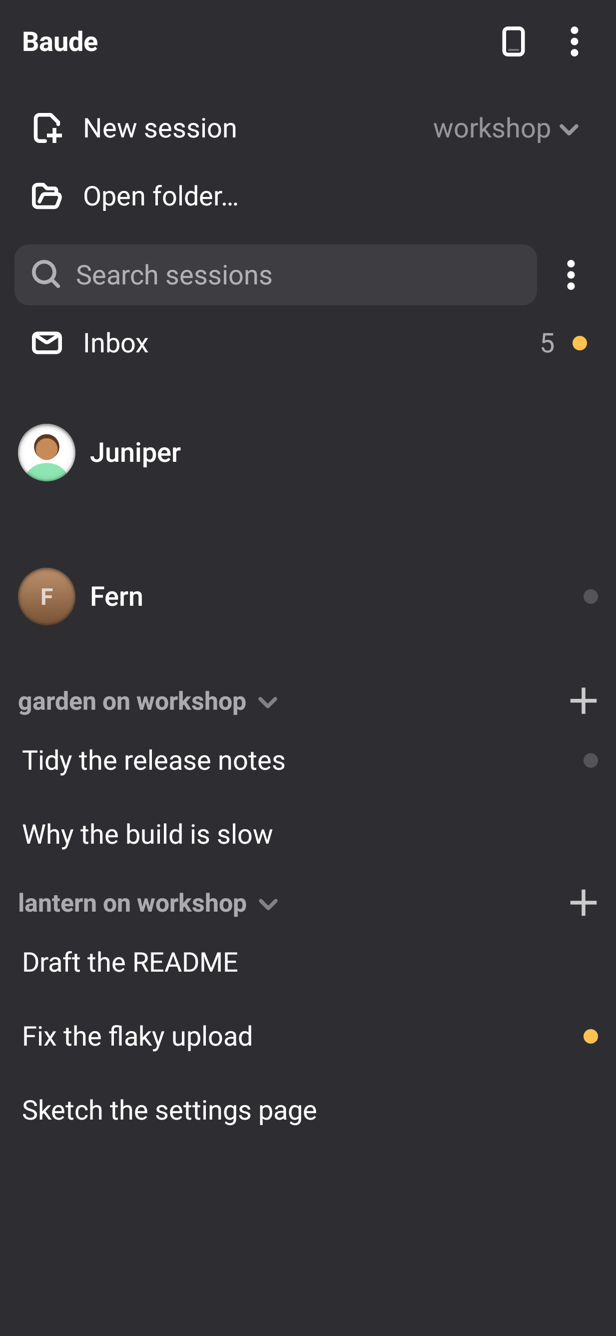 Baude
New session
workshop
Open folder…
Search sessions
Inbox
5
Juniper
F
Fern
garden on workshop
Tidy the release notes
Why the build is slow
lantern on workshop
Draft the README
Fix the flaky upload
Sketch the settings page